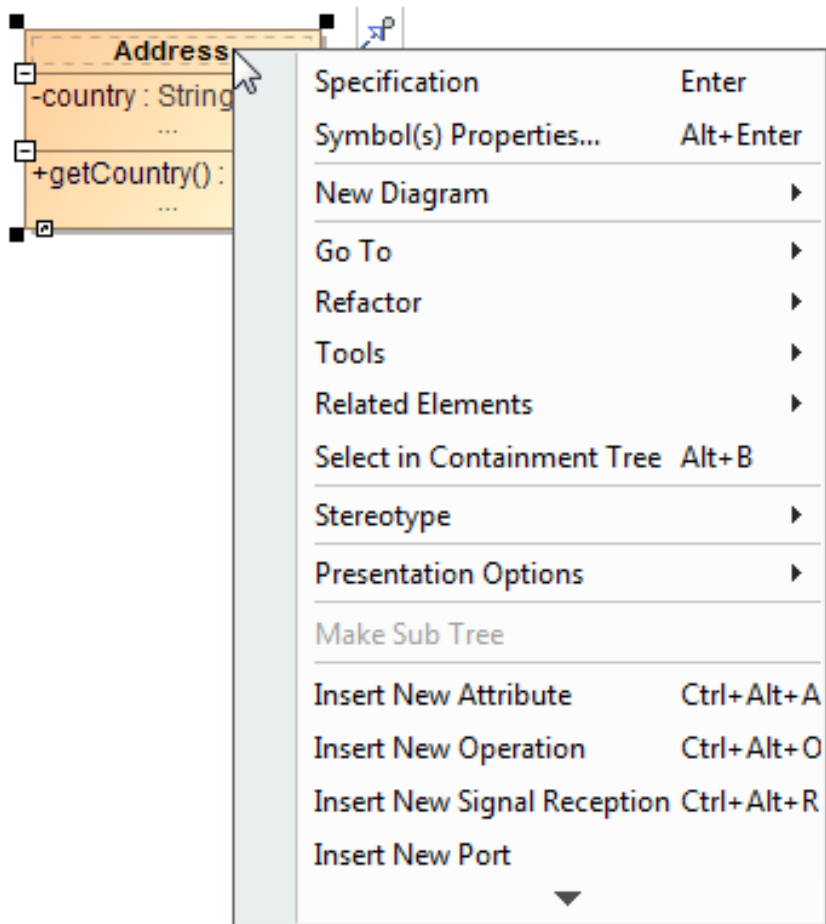 Address
-country : String
...
+getCountry() :
...
Specification Enter
Symbol(s) Properties... Alt+Enter
New Diagram
Go To
Refactor
Tools
Related Elements
Select in Containment Tree Alt+B
Stereotype
Presentation Options
Make Sub Tree
Insert New Attribute Ctrl+Alt+A
Insert New Operation Ctrl+Alt+O
Insert New Signal Reception Ctrl+Alt+R
Insert New Port